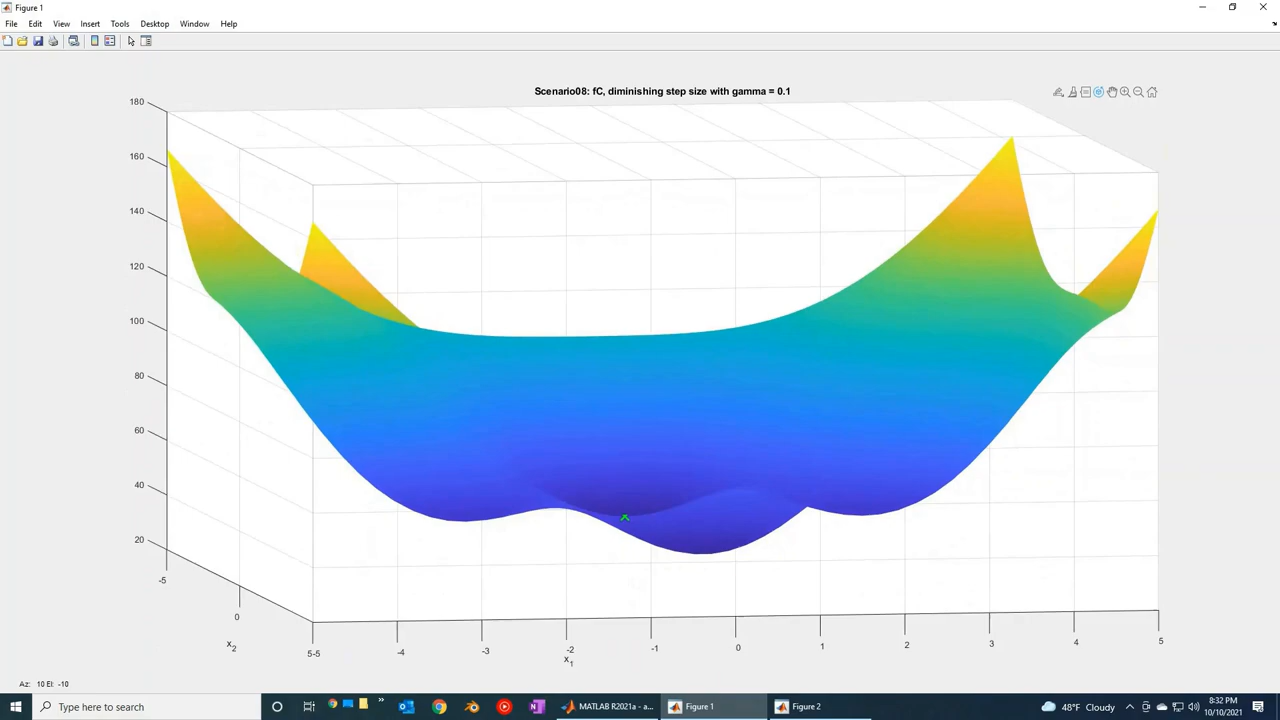 Figure 1
File Edit View Insert Tools Desktop Window Help
Scenario08: fC, diminishing step size with gamma = 0.1
180
160
140
120
100
80
60
40
20
-5
0
5 -5 -4 -3 -2 -1 0 1 2 3 4 5
x2
x1
Az: 10 El: -10
Type here to search
MATLAB R2021a - a...
Figure 1
Figure 2
48°F Cloudy
8:32 PM
10/10/2021